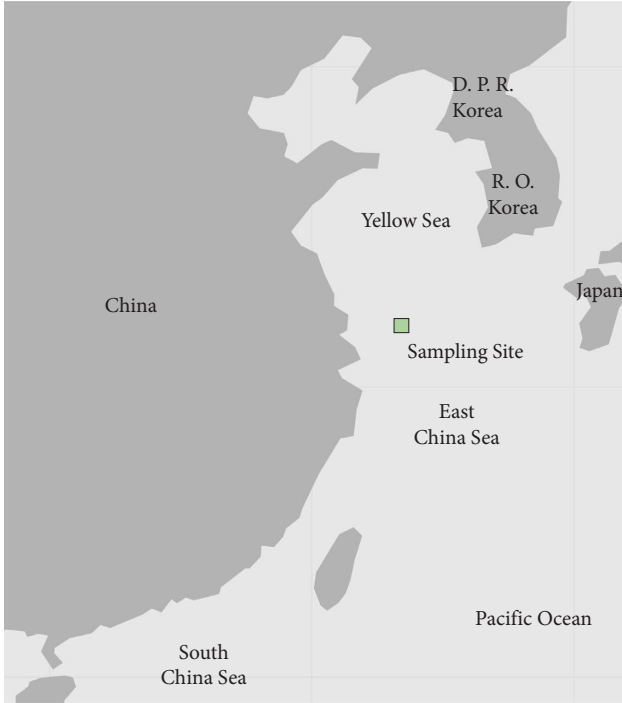 D. P. R.
Korea
R. O.
Korea
Yellow Sea
China
Japan
Sampling Site
East
China Sea
Pacific Ocean
South
China Sea